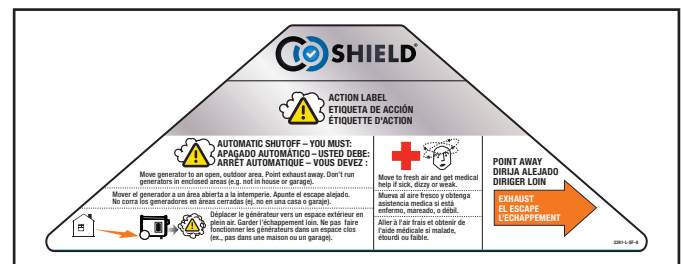 CO SHIELD®
ACTION LABEL
ETIQUETA DE ACCIÓN
ÉTIQUETTE D'ACTION
AUTOMATIC SHUTOFF – YOU MUST:
APAGADO AUTOMÁTICO – USTED DEBE:
ARRÊT AUTOMATIQUE – VOUS DEVEZ :
Move generator to an open, outdoor area. Point exhaust away. Don't run
generators in enclosed areas (e.g. not in house or garage).
Mover el generador a un área abierta a la intemperie. Apunte el escape alejado.
No corra los generadores en áreas cerradas (ej. no en una casa o garaje).
Déplacer le générateur vers un espace extérieur en
plein air. Garder l'échappement loin. Ne pas faire
fonctionner les générateurs dans un espace clos
(ex., pas dans une maison ou un garage).
Move to fresh air and get medical
help if sick, dizzy or weak.
Mueva al aire fresco y obtenga
asistencia medica si está
enfermo, mareado, o débil.
Aller à l'air frais et obtenir de
l'aide médicale si malade,
étourdi ou faible.
POINT AWAY
DIRIJA ALEJADO
DIRIGER LOIN
EXHAUST
EL ESCAPE
L'ECHAPPEMENT
3391-L-SF-A